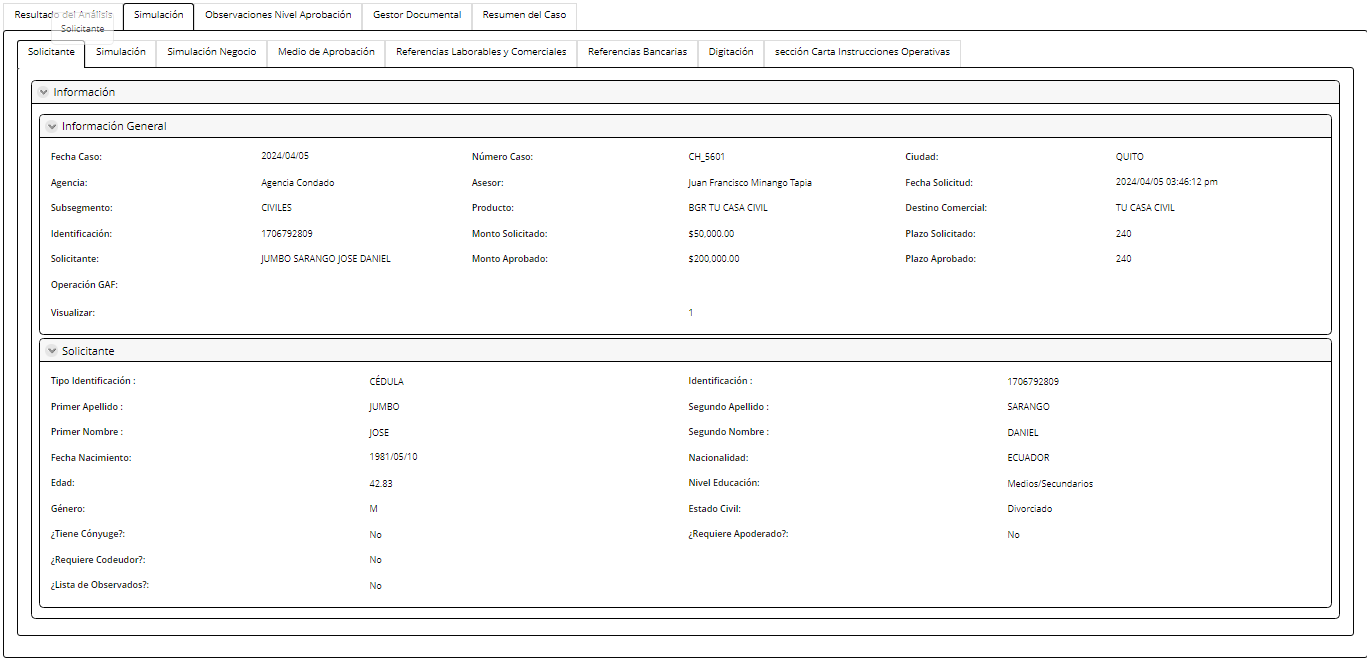 Resultado del Análisis Simulación Observaciones Nivel Aprobación Gestor Documental Resumen del Caso
Solicitante
Solicitante Simulación Simulación Negocio Medio de Aprobación Referencias Laborables y Comerciales Referencias Bancarias Digitación sección Carta Instrucciones Operativas
Información
Información General
Fecha Caso: 2024/04/05 Número Caso: CH_5601 Ciudad: QUITO
Agencia: Agencia Condado Asesor: Juan Francisco Minango Tapia Fecha Solicitud: 2024/04/05 03:46:12 pm
Subsegmento: CIVILES Producto: BGR TU CASA CIVIL Destino Comercial: TU CASA CIVIL
Identificación: 1706792809 Monto Solicitado: $50,000.00 Plazo Solicitado: 240
Solicitante: JUMBO SARANGO JOSE DANIEL Monto Aprobado: $200,000.00 Plazo Aprobado: 240
Operación GAF:
Visualizar: 1
Solicitante
Tipo Identificación : CÉDULA Identificación : 1706792809
Primer Apellido : JUMBO Segundo Apellido : SARANGO
Primer Nombre : JOSE Segundo Nombre : DANIEL
Fecha Nacimiento: 1981/05/10 Nacionalidad: ECUADOR
Edad: 42.83 Nivel Educación: Medios/Secundarios
Género: M Estado Civil: Divorciado
¿Tiene Cónyuge?: No ¿Requiere Apoderado?: No
¿Requiere Codeudor?: No
¿Lista de Observados?: No